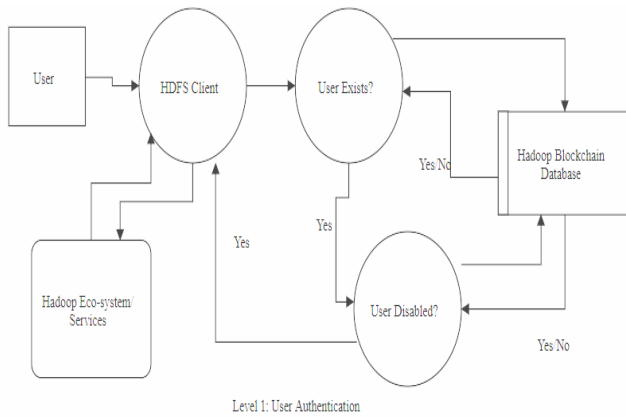 User
HDFS Client
User Exists?
Hadoop Blockchain
Database
Yes/No
Yes
Yes
Hadoop Eco-system/
Services
User Disabled?
Yes/No
Level 1: User Authentication